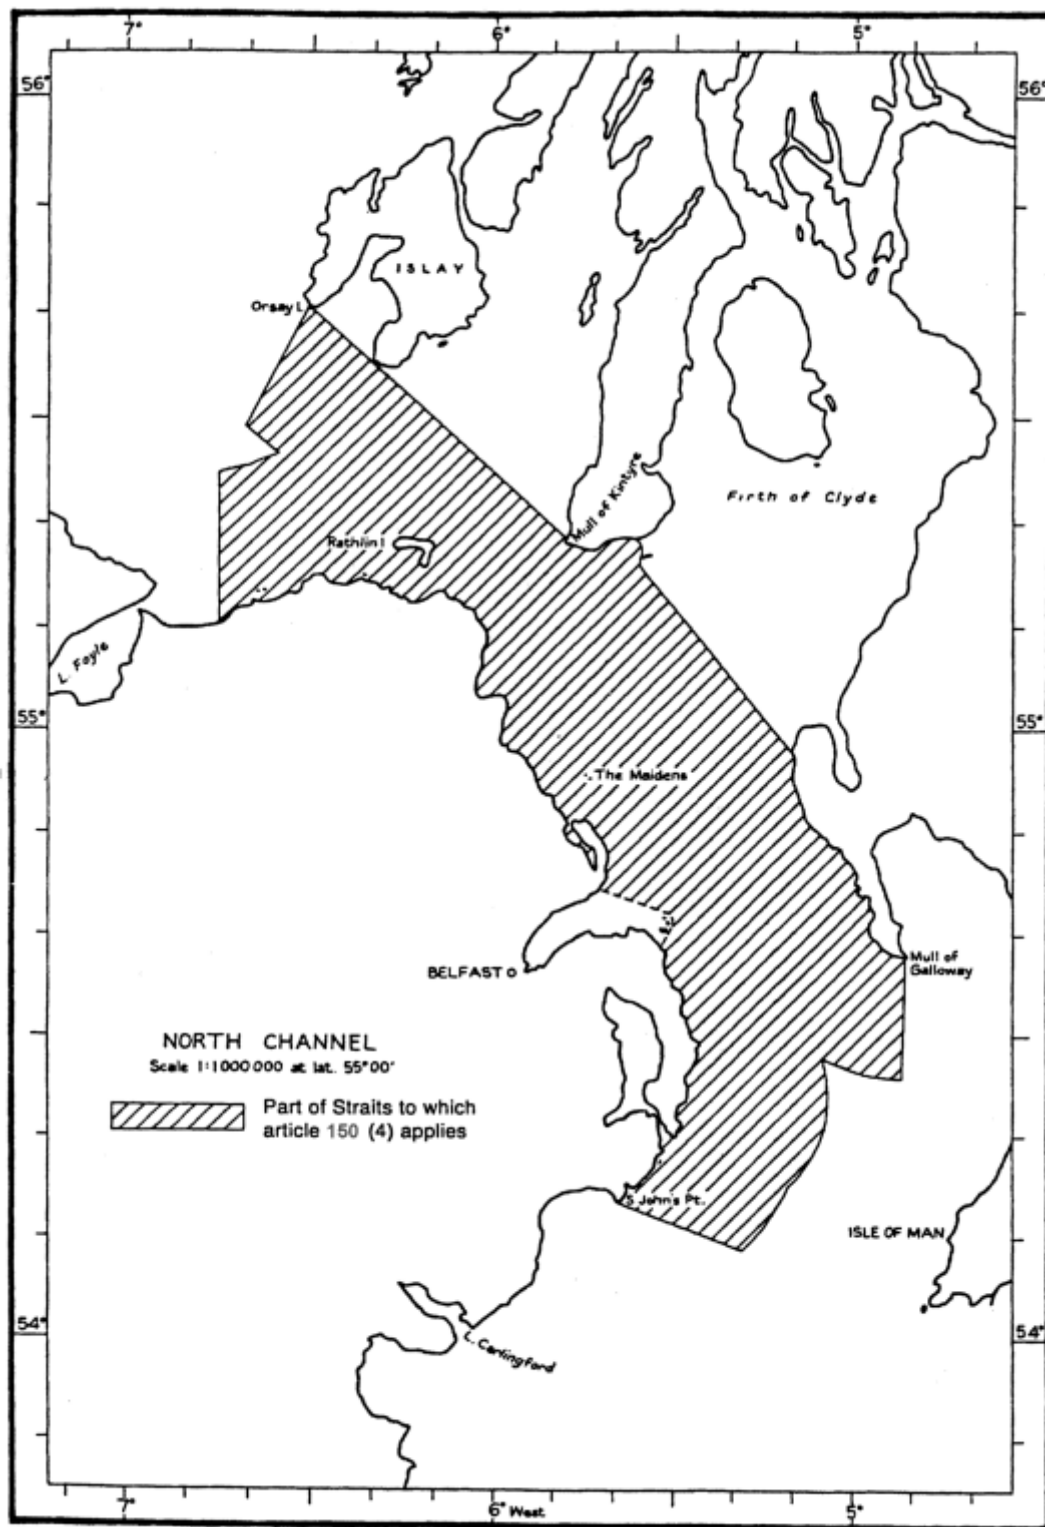 7° 6° 5°
56° 56°
ISLAY
Orsay I.
Mull of Kintyre
Firth of Clyde
Rathlin I
L. Foyle
55° 55°
The Maidens
BELFAST
Mull of
Galloway
NORTH CHANNEL
Scale 1:1000000 at lat. 55°00'
Part of Straits to which
article 150 (4) applies
S. John's Pt.
ISLE OF MAN
54° 54°
L. Carlingford
7° 6° West 5°